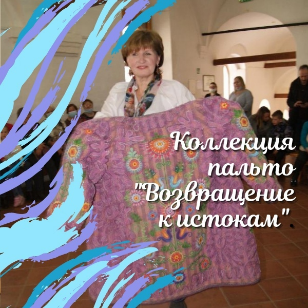 Коллекция
пальто
"Возвращение
к истокам"